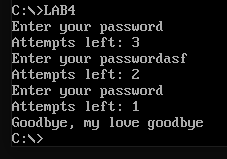 C:\>LAB4
Enter your password
Attempts left: 3
Enter your passwordasf
Attempts left: 2
Enter your password
Attempts left: 1
Goodbye, my love goodbye
C:\>